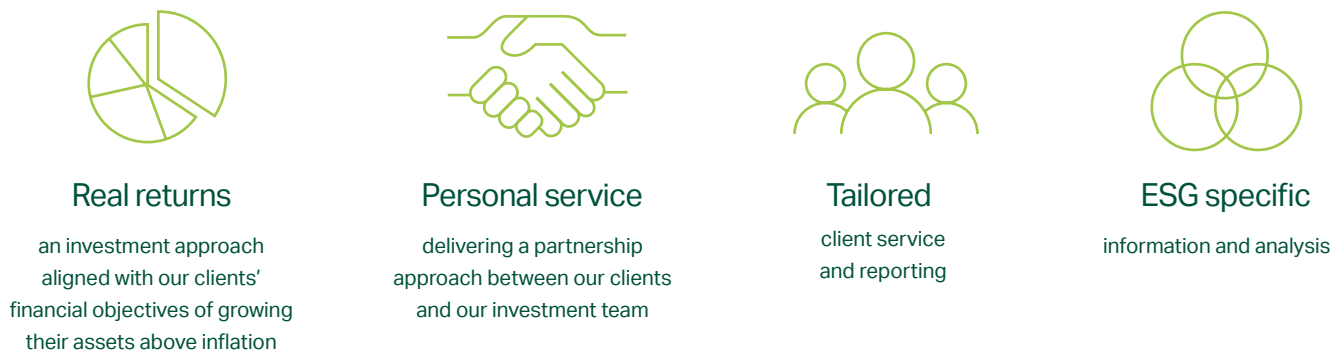 Real returns
an investment approach
aligned with our clients’
financial objectives of growing
their assets above inflation
Personal service
delivering a partnership
approach between our clients
and our investment team
Tailored
client service
and reporting
ESG specific
information and analysis